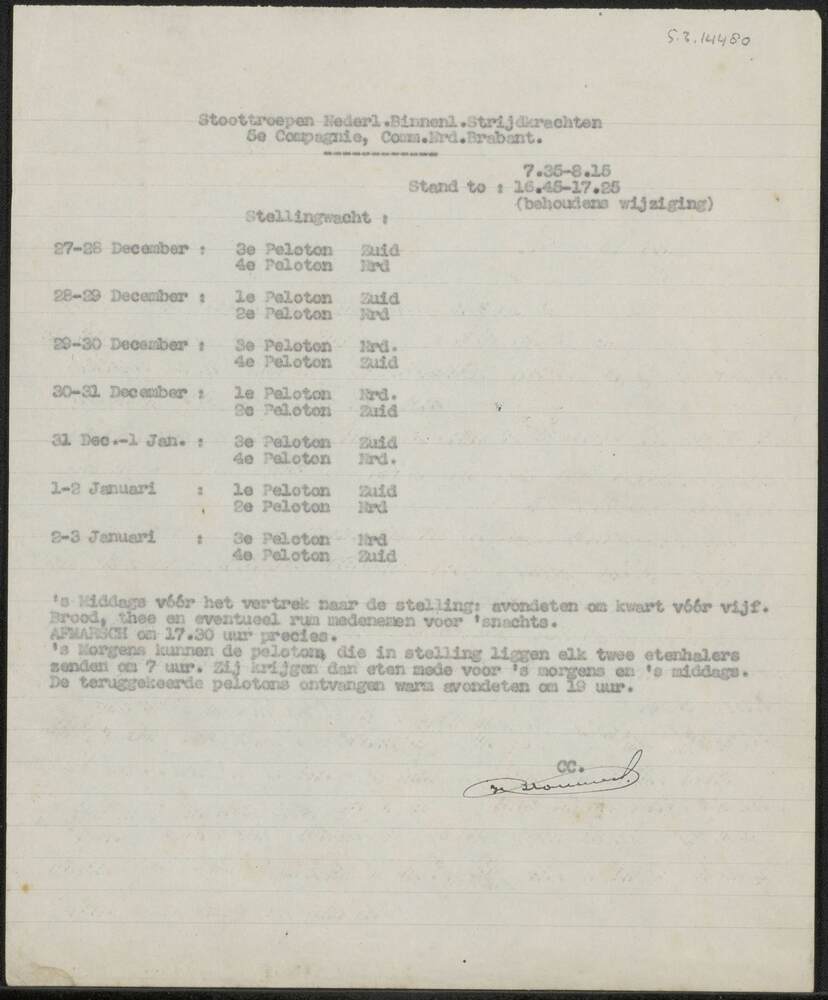 S.3.14480
Stoottroepen Nederl.Binnenl.Strijdkrachten
5e Compagnie, Comm.Nrd.Brabant.
7.35-8.15
Stand to : 16.45-17.25
(behoudens wijziging)
Stellingwacht :
27-28 December : 3e Peloton Zuid
4e Peloton Nrd
28-29 December : 1e Peloton Zuid
2e Peloton Nrd
29-30 December : 3e Peloton Nrd.
4e Peloton Zuid
30-31 December : 1e Peloton Nrd.
2e Peloton Zuid
31 Dec.-1 Jan. : 3e Peloton Zuid
4e Peloton Nrd.
1-2 Januari : 1e Peloton Zuid
2e Peloton Nrd
2-3 Januari : 3e Peloton Nrd
4e Peloton Zuid
's Middags vóór het vertrek naar de stelling: avondeten om kwart vóór vijf.
Brood, thee en eventueel rum medenemen voor 'snachts.
AFMARSCH om 17.30 uur precies.
's Morgens kunnen de pelotons, die in stelling liggen elk twee etenhalers
zenden om 7 uur. Zij krijgen dan eten mede voor 's morgens en 's middags.
De teruggekeerde pelotons ontvangen warm avondeten om 19 uur.
CC.